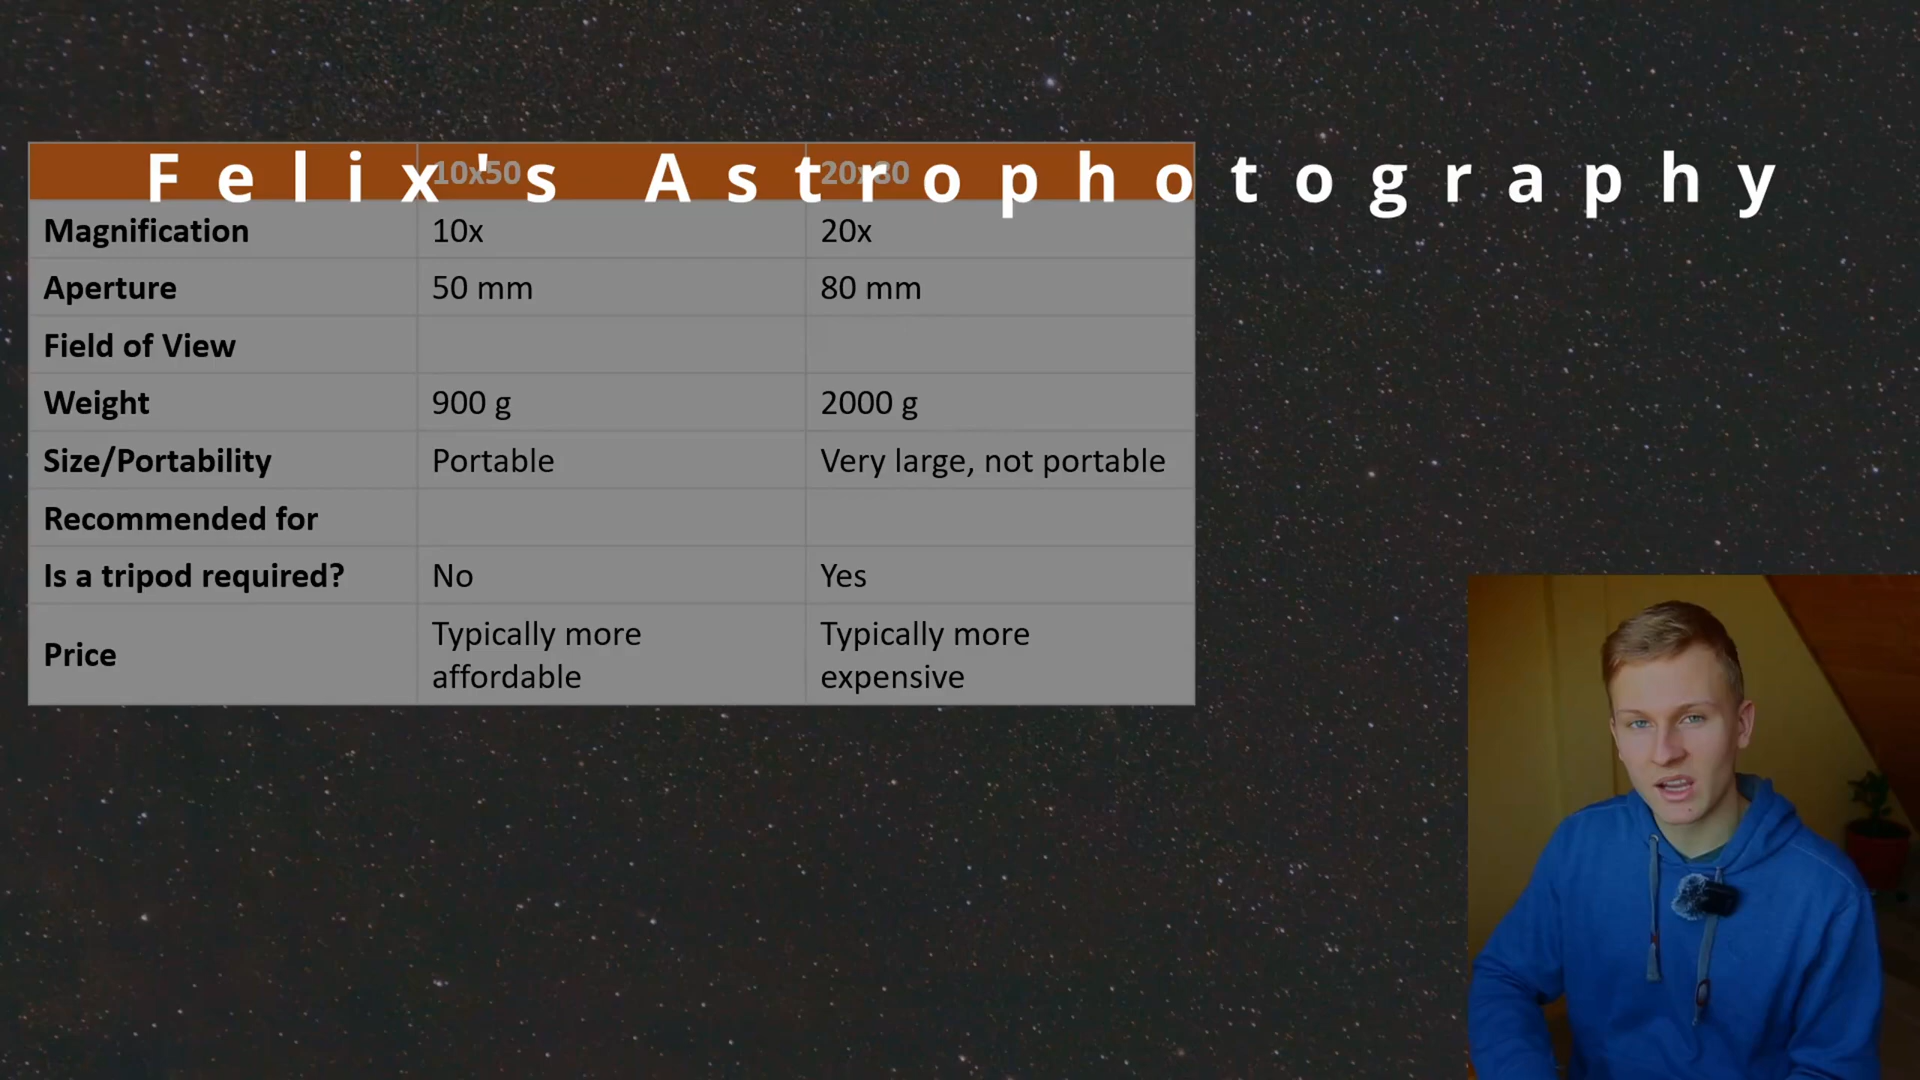 Felix's Astrophotography
10x50 20x80
Magnification 10x 20x
Aperture 50 mm 80 mm
Field of View
Weight 900 g 2000 g
Size/Portability Portable Very large, not portable
Recommended for
Is a tripod required? No Yes
Price Typically more affordable Typically more expensive